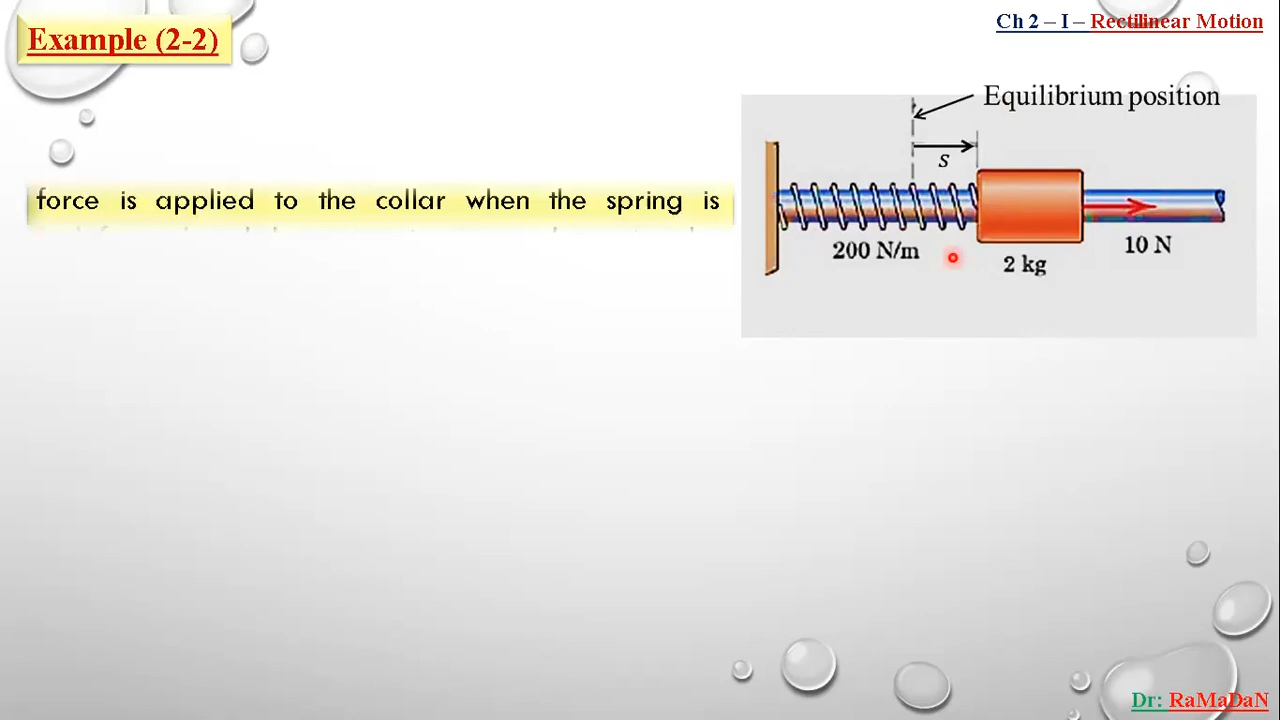 Example (2-2)
Ch 2 – I – Rectilinear Motion
Equilibrium position
s
force is applied to the collar when the spring is
200 N/m
2 kg
10 N
Dr: RaMaDaN